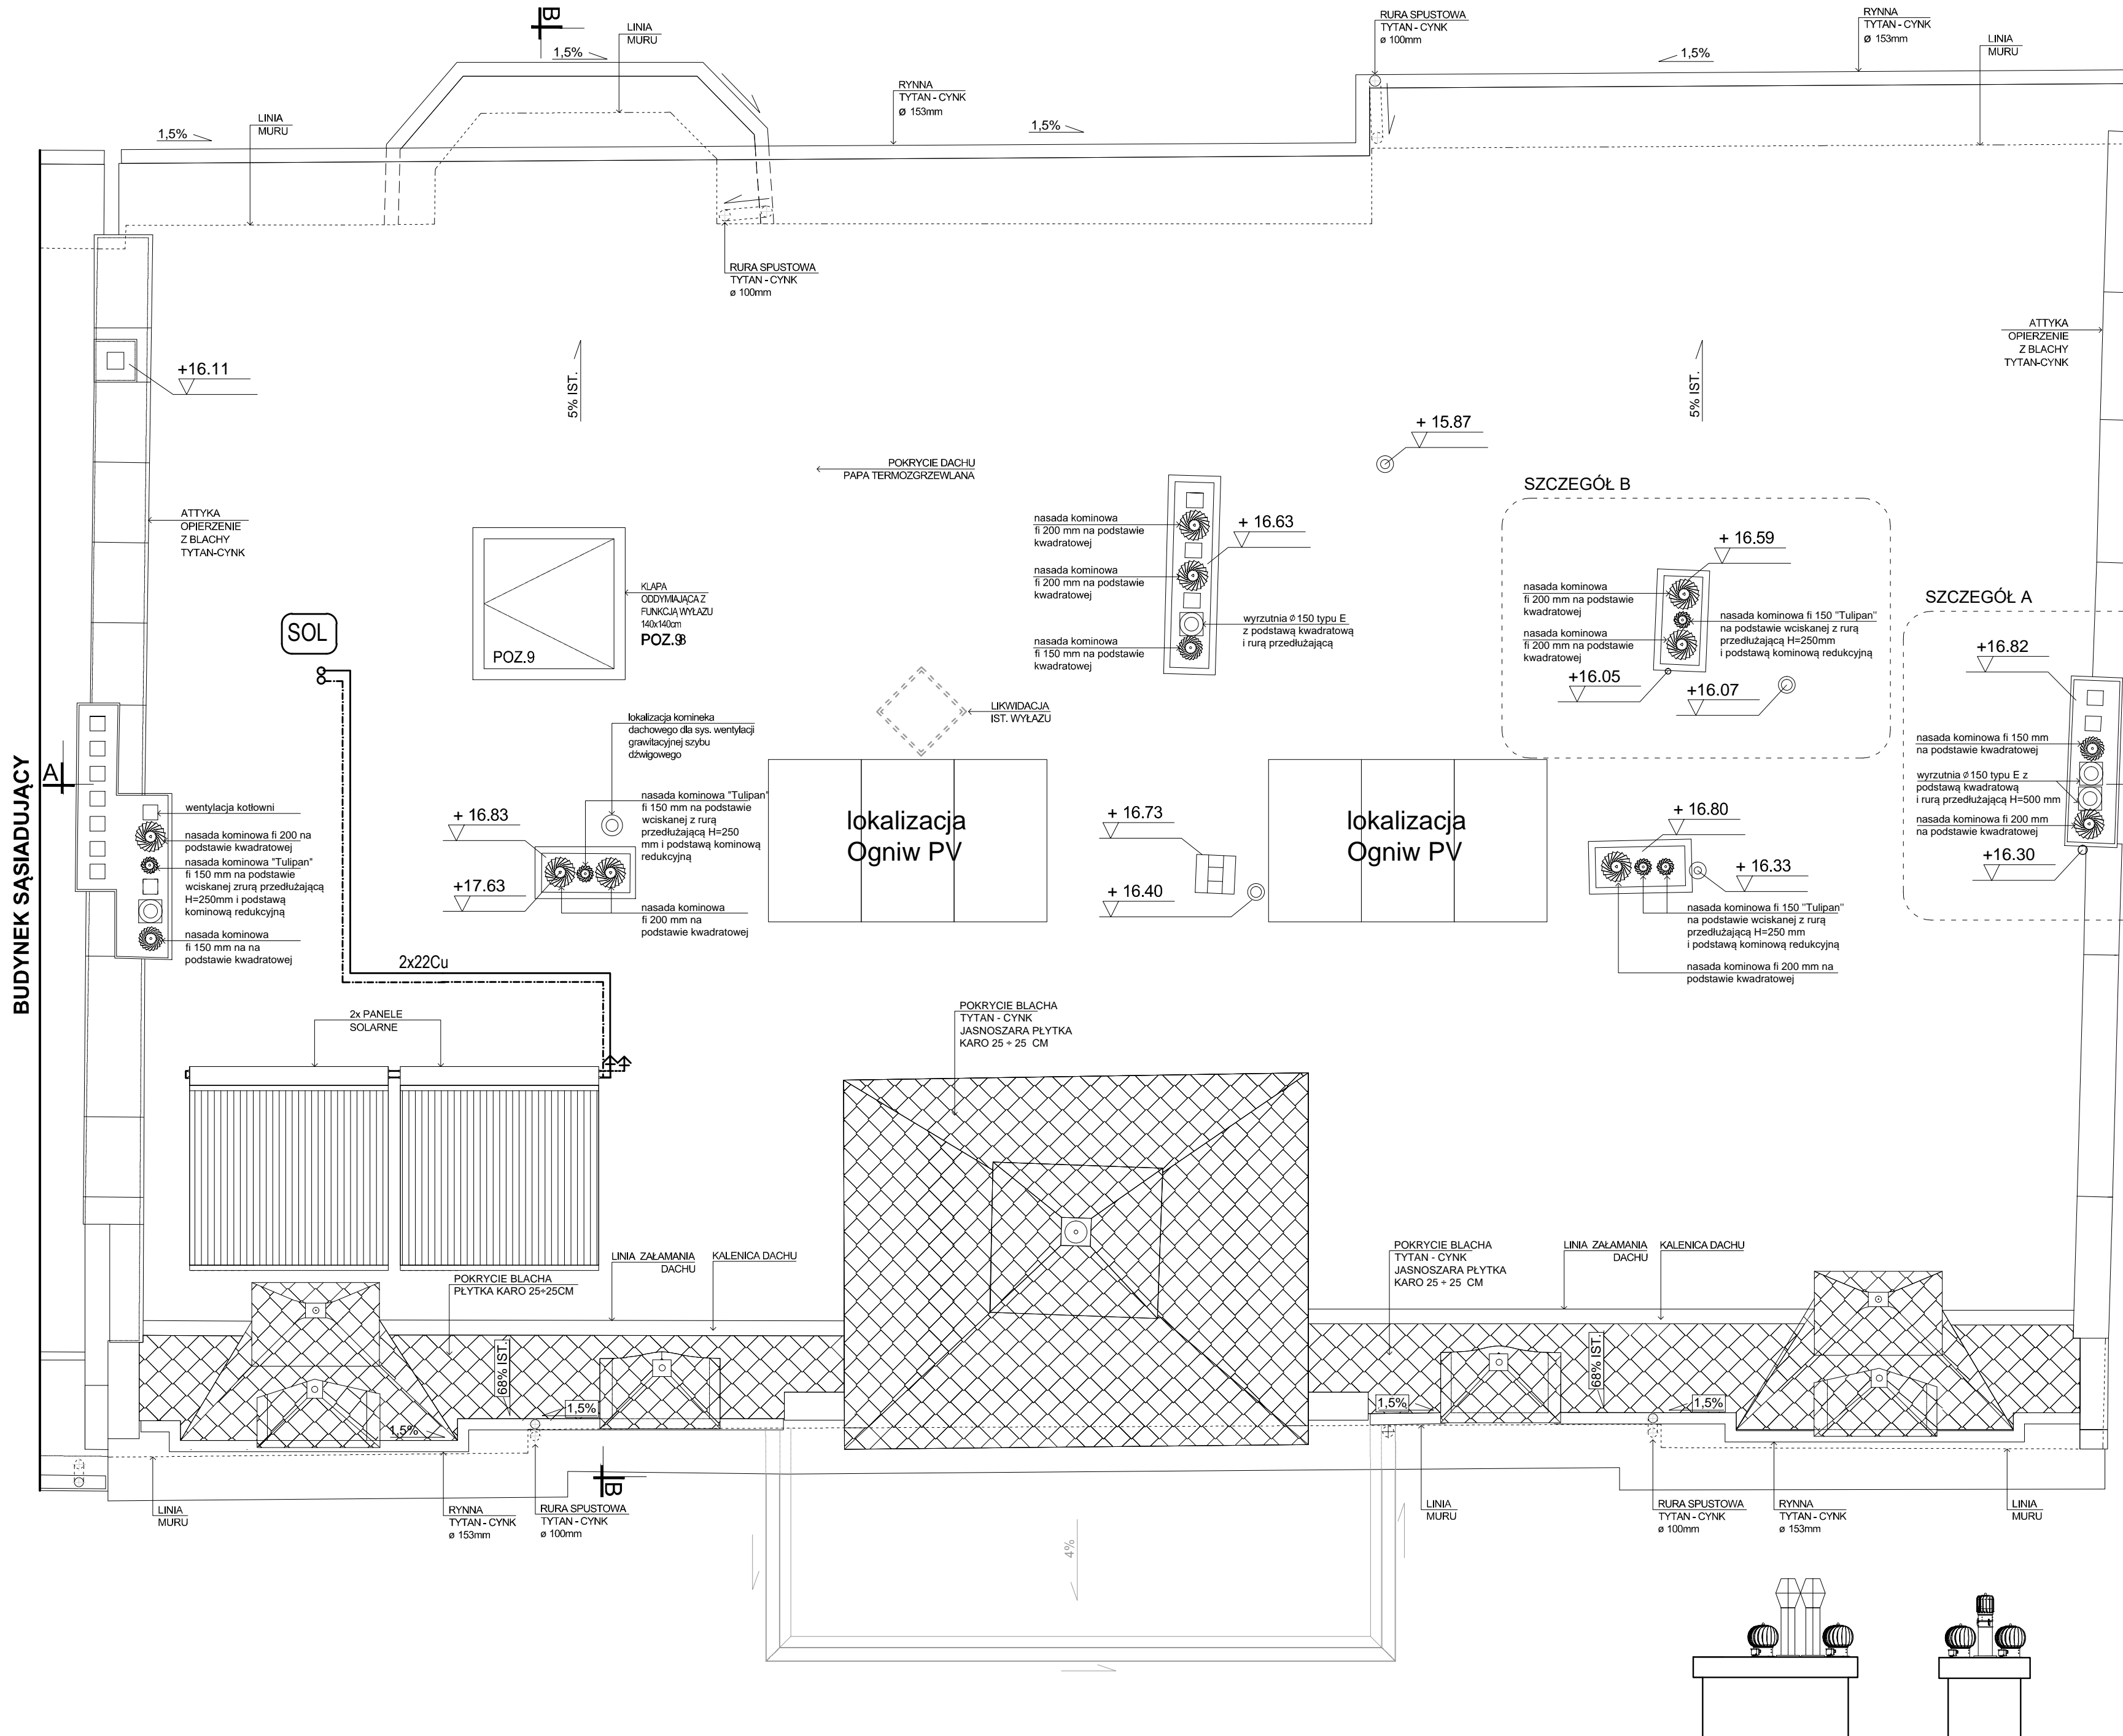 B
LINIA
MURU
1,5%
RURA SPUSTOWA
TYTAN - CYNK
ø 100mm
RYNNA
TYTAN - CYNK
Ø 153mm
LINIA
MURU
1,5%
RYNNA
TYTAN - CYNK
Ø 153mm
LINIA
MURU
1,5%
1,5%
RURA SPUSTOWA
TYTAN - CYNK
ø 100mm
+16.11
5% IST.
5% IST.
ATTYKA
OPIERZENIE
Z BLACHY
TYTAN-CYNK
+ 15.87
POKRYCIE DACHU
PAPA TERMOZGRZEWLANA
SZCZEGÓŁ B
ATTYKA
OPIERZENIE
Z BLACHY
TYTAN-CYNK
nasada kominowa
fi 200 mm na podstawie
kwadratowej
+ 16.63
nasada kominowa
fi 200 mm na podstawie
kwadratowej
wyrzutnia Ø150 typu E
z podstawą kwadratową
i rurą przedłużającą
nasada kominowa
fi 150 mm na podstawie
kwadratowej
+ 16.59
nasada kominowa
fi 200 mm na podstawie
kwadratowej
nasada kominowa fi 150 "Tulipan"
na podstawie wciskanej z rurą
przedłużającą H=250mm
i podstawą kominową redukcyjną
nasada kominowa
fi 200 mm na podstawie
kwadratowej
+16.05
+16.07
SZCZEGÓŁ A
+16.82
KLAPA
ODDYMIAJĄCA Z
FUNKCJĄ WYŁAZU
140x140cm
POZ.9
POZ.9
SOL
LIKWIDACJA
IST. WYŁAZU
lokalizacja komineka
dachowego dla sys. wentylacji
grawitacyjnej szybu
dźwigowego
nasada kominowa fi 150 mm
na podstawie kwadratowej
wyrzutnia Ø150 typu E z
podstawą kwadratową
i rurą przedłużającą H=500 mm
nasada kominowa fi 200 mm
na podstawie kwadratowej
+16.30
BUDYNEK SĄSIADUJĄCY
A
wentylacja kotłowni
nasada kominowa fi 200 na
podstawie kwadratowej
nasada kominowa "Tulipan"
fi 150 mm na podstawie
wciskanej zrurą przedłużającą
H=250mm i podstawą
kominową redukcyjną
nasada kominowa
fi 150 mm na na
podstawie kwadratowej
+ 16.83
+17.63
nasada kominowa "Tulipan"
fi 150 mm na podstawie
wciskanej z rurą
przedłużającą H=250
mm i podstawą kominową
redukcyjną
nasada kominowa
fi 200 mm na
podstawie kwadratowej
lokalizacja
Ogniw PV
+ 16.73
+ 16.40
lokalizacja
Ogniw PV
+ 16.80
+ 16.33
nasada kominowa fi 150 "Tulipan"
na podstawie wciskanej z rurą
przedłużającą H=250 mm
i podstawą kominową redukcyjną
nasada kominowa fi 200 mm na
podstawie kwadratowej
2x22Cu
2x PANELE
SOLARNE
POKRYCIE BLACHA
TYTAN - CYNK
JASNOSZARA PŁYTKA
KARO 25 ÷ 25 CM
LINIA ZAŁAMANIA
DACHU
KALENICA DACHU
POKRYCIE BLACHA
PŁYTKA KARO 25÷25CM
POKRYCIE BLACHA
TYTAN - CYNK
JASNOSZARA PŁYTKA
KARO 25 ÷ 25 CM
LINIA ZAŁAMANIA
DACHU
KALENICA DACHU
68% IST.
1,5%
1,5%
1,5%
68% IST.
1,5%
B
LINIA
MURU
RYNNA
TYTAN - CYNK
ø 153mm
RURA SPUSTOWA
TYTAN - CYNK
ø 100mm
LINIA
MURU
RURA SPUSTOWA
TYTAN - CYNK
ø 100mm
RYNNA
TYTAN - CYNK
ø 153mm
LINIA
MURU
4%